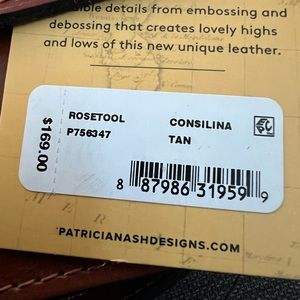 details from embossing and
debossing that creates lovely highs
and lows of this new unique leather.
ROSETOOL CONSILINA
P756347 TAN
$169.00
8 87986 31959 9
PATRICIANASHDESIGNS.COM